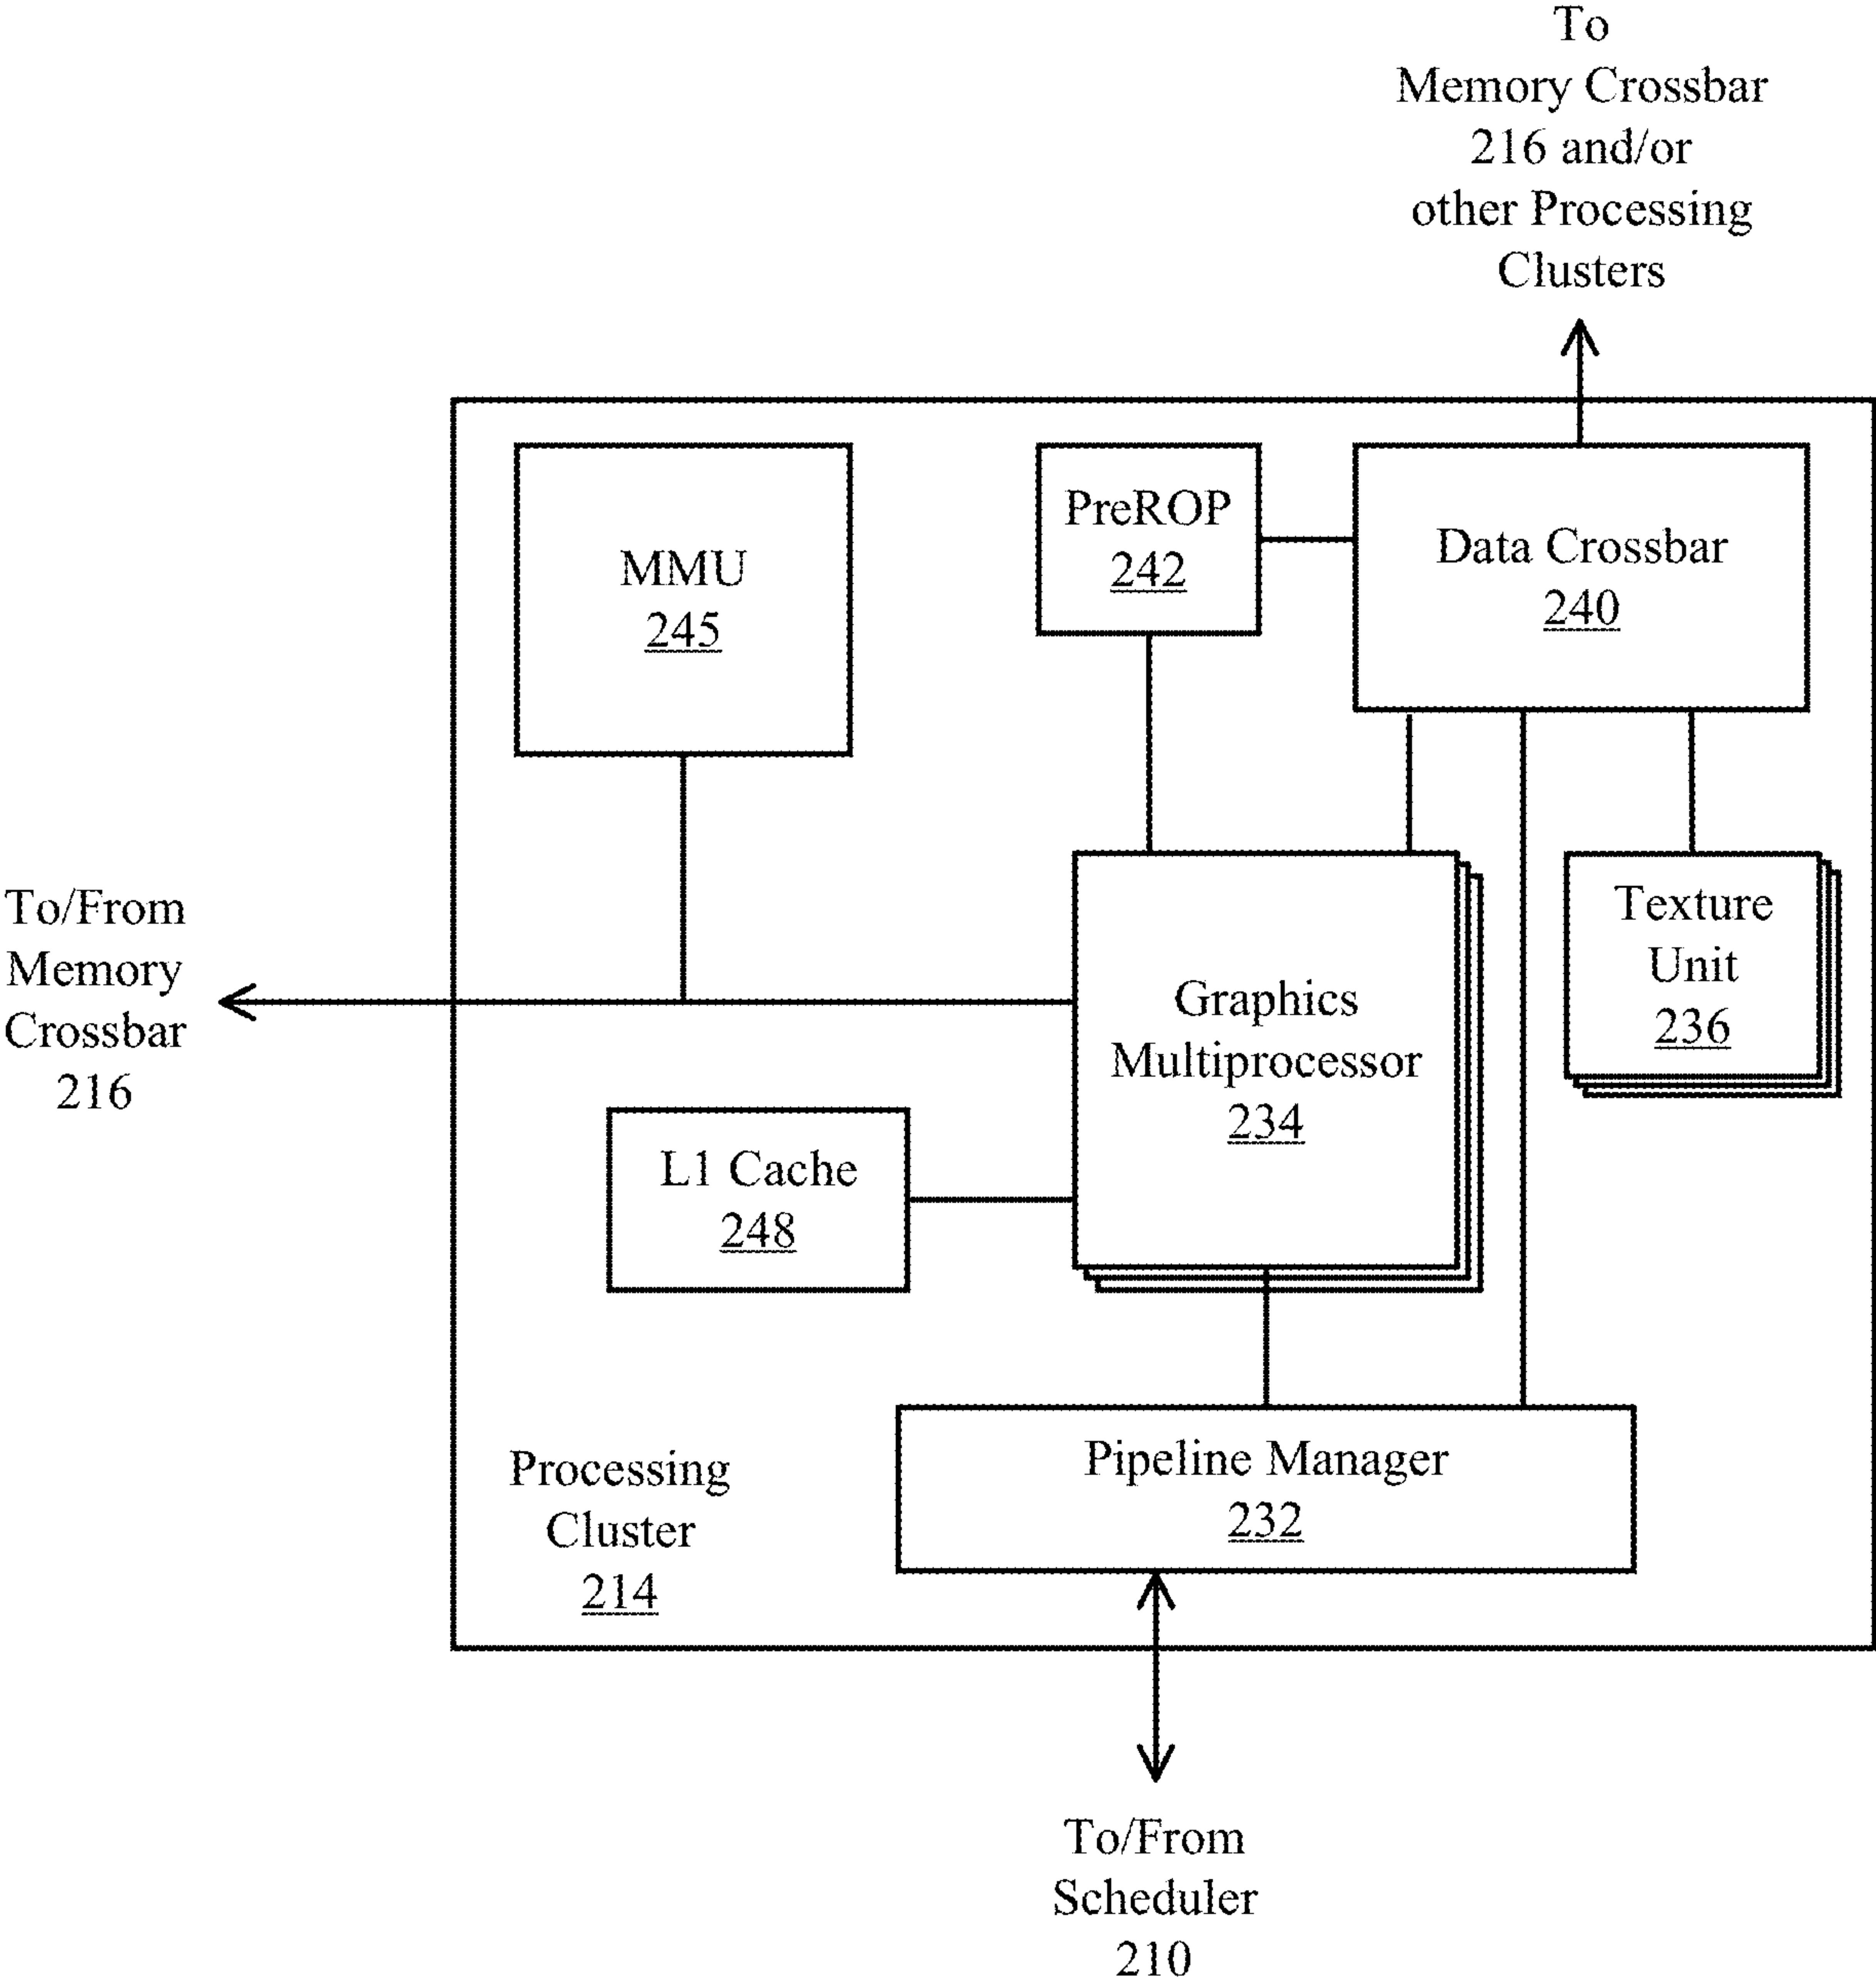 To
Memory Crossbar
216 and/or
other Processing
Clusters
MMU
245
PreROP
242
Data Crossbar
240
To/From
Memory
Crossbar
216
Graphics
Multiprocessor
234
Texture
Unit
236
L1 Cache
248
Processing
Cluster
214
Pipeline Manager
232
To/From
Scheduler
210